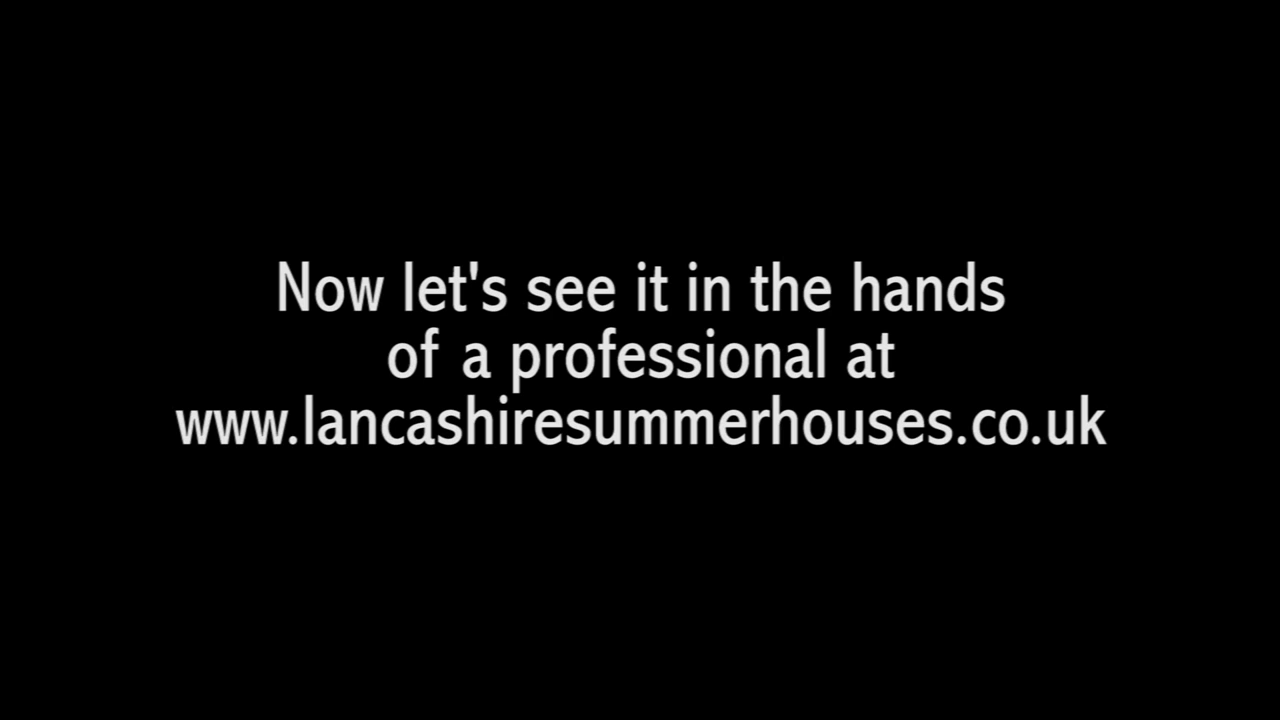 Now let's see it in the hands
of a professional at
www.lancashiresummerhouses.co.uk